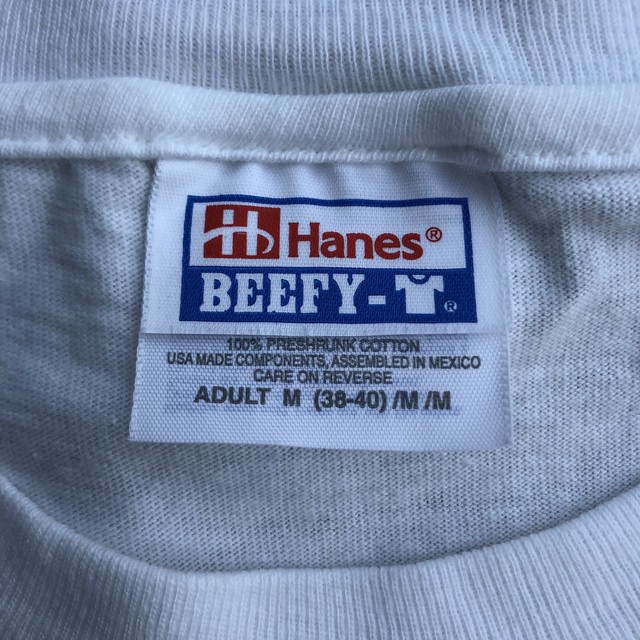 Hanes®
BEEFY-T®
100% PRESHRUNK COTTON
USA MADE COMPONENTS, ASSEMBLED IN MEXICO
CARE ON REVERSE
ADULT M (38-40) /M /M